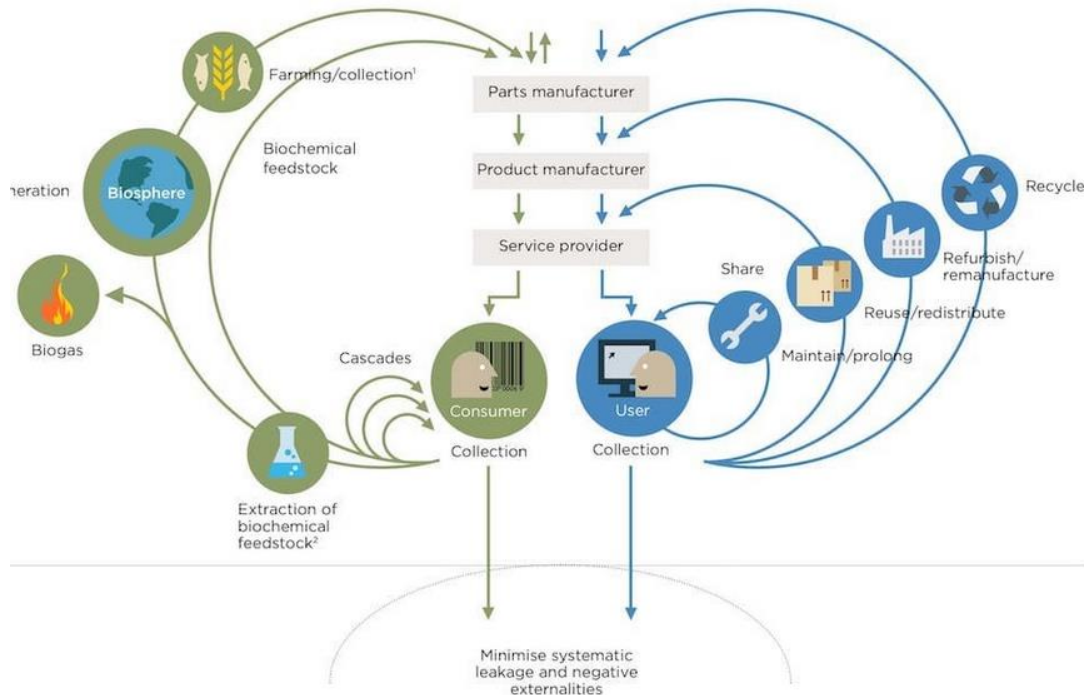 Farming/collection¹
Parts manufacturer
Biochemical
feedstock
Product manufacturer
neration
Biosphere
Recycle
Service provider
Share
Refurbish/
remanufacture
Biogas
Reuse/redistribute
Cascades
Maintain/prolong
Consumer
User
Collection
Collection
Extraction of
biochemical
feedstock²
Minimise systematic
leakage and negative
externalities